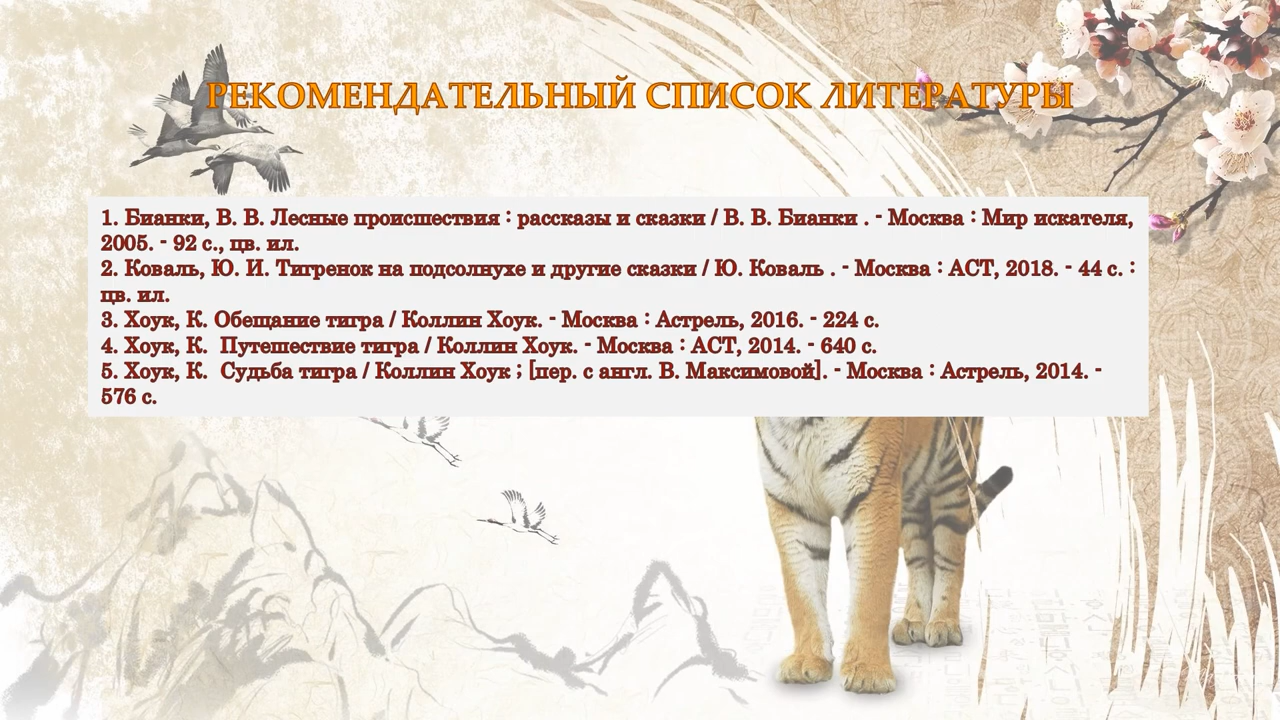 РЕКОМЕНДАТЕЛЬНЫЙ СПИСОК ЛИТЕРАТУРЫ
1. Бианки, В. В. Лесные происшествия : рассказы и сказки / В. В. Бианки . - Москва : Мир искателя,
2005. - 92 с., цв. ил.
2. Коваль, Ю. И. Тигренок на подсолнухе и другие сказки / Ю. Коваль . - Москва : АСТ, 2018. - 44 с. :
цв. ил.
3. Хоук, К. Обещание тигра / Коллин Хоук. - Москва : Астрель, 2016. - 224 с.
4. Хоук, К.  Путешествие тигра / Коллин Хоук. - Москва : АСТ, 2014. - 640 с.
5. Хоук, К.  Судьба тигра / Коллин Хоук ; [пер. с англ. В. Максимовой]. - Москва : Астрель, 2014. -
576 с.